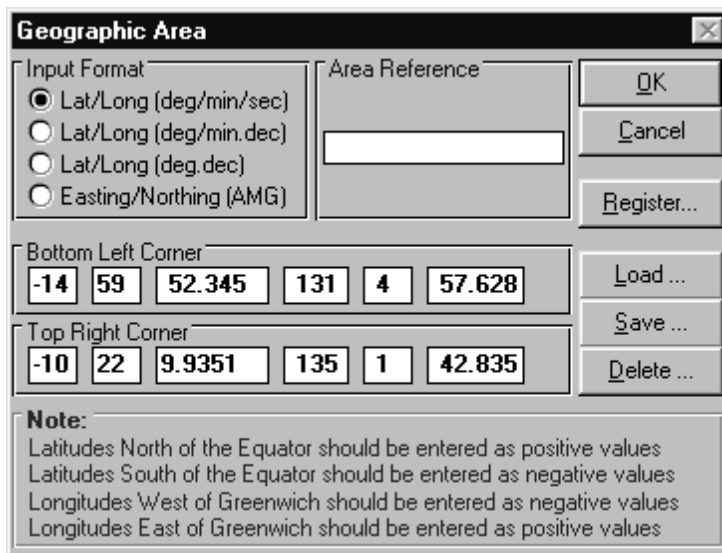 Geographic Area
Input Format
Lat/Long (deg/min/sec)
Lat/Long (deg/min.dec)
Lat/Long (deg.dec)
Easting/Northing (AMG)
Area Reference
OK
Cancel
Register...
Bottom Left Corner
-14 59 52.345 131 4 57.628
Top Right Corner
-10 22 9.9351 135 1 42.835
Load ...
Save ...
Delete ...
Note:
Latitudes North of the Equator should be entered as positive values
Latitudes South of the Equator should be entered as negative values
Longitudes West of Greenwich should be entered as negative values
Longitudes East of Greenwich should be entered as positive values